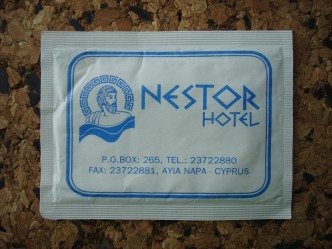 NESTOR
HOTEL
P.O.BOX: 265, TEL.: 23722880
FAX: 23722881, AYIA NAPA - CYPRUS